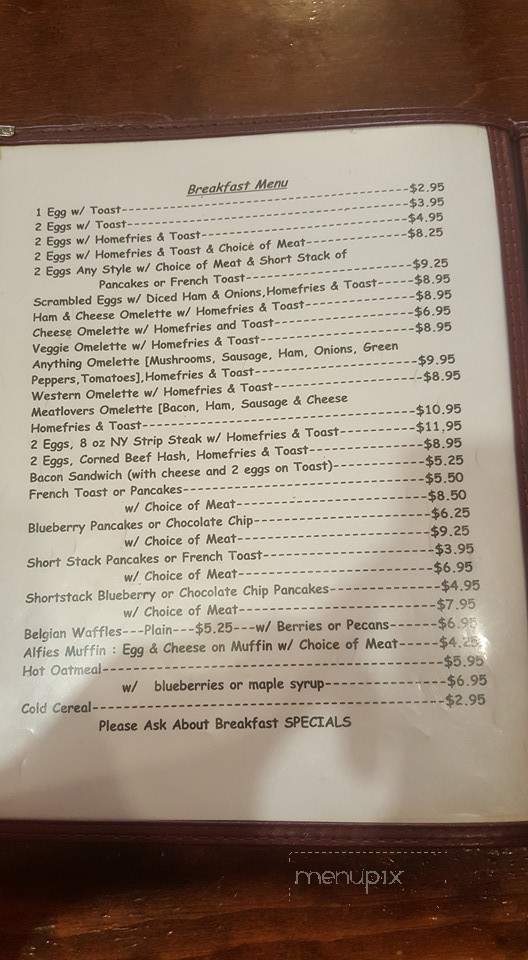 Breakfast Menu
1 Egg w/ Toast---$2.95
2 Eggs w/ Toast---$3.95
2 Eggs w/ Homefries & Toast---$4.95
2 Eggs w/ Homefries & Toast & Choice of Meat---$8.25
2 Eggs Any Style w/ Choice of Meat & Short Stack of
Pancakes or French Toast---$9.25
Scrambled Eggs w/ Diced Ham & Onions,Homefries & Toast---$8.95
Ham & Cheese Omelette w/ Homefries & Toast---$8.95
Cheese Omelette w/ Homefries and Toast---$6.95
Veggie Omelette w/ Homefries & Toast---$8.95
Anything Omelette [Mushrooms, Sausage, Ham, Onions, Green
Peppers,Tomatoes],Homefries & Toast---$9.95
Western Omelette w/ Homefries & Toast---$8.95
Meatlovers Omelette [Bacon, Ham, Sausage & Cheese
Homefries & Toast---$10.95
2 Eggs, 8 oz NY Strip Steak w/ Homefries & Toast---$11.95
2 Eggs, Corned Beef Hash, Homefries & Toast---$8.95
Bacon Sandwich (with cheese and 2 eggs on Toast)---$5.25
French Toast or Pancakes---$5.50
w/ Choice of Meat---$8.50
Blueberry Pancakes or Chocolate Chip---$6.25
w/ Choice of Meat---$9.25
Short Stack Pancakes or French Toast---$3.95
w/ Choice of Meat---$6.95
Shortstack Blueberry or Chocolate Chip Pancakes---$4.95
w/ Choice of Meat---$7.95
Belgian Waffles---Plain---$5.25---w/ Berries or Pecans---$6.95
Alfies Muffin : Egg & Cheese on Muffin w/ Choice of Meat---$4.25
Hot Oatmeal---$5.95
w/ blueberries or maple syrup---$6.95
Cold Cereal---$2.95
Please Ask About Breakfast SPECIALS
menupix